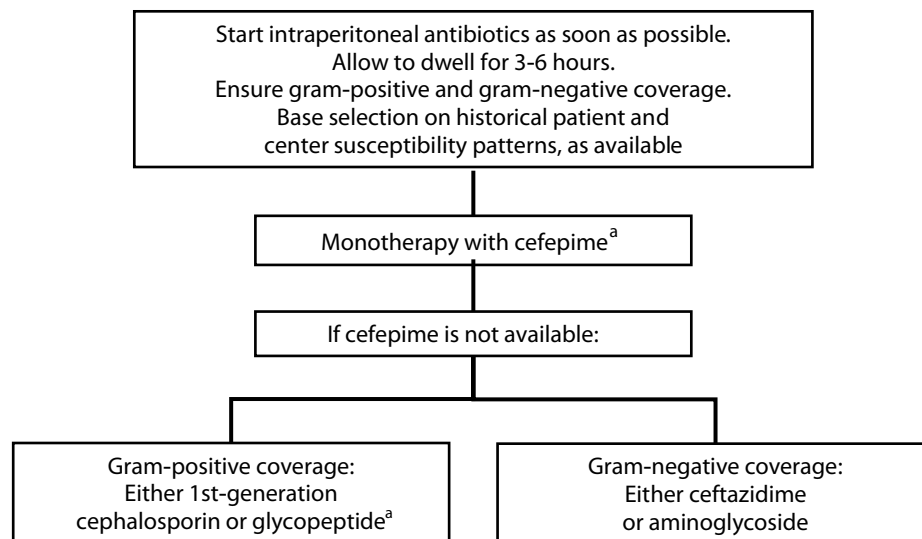 Start intraperitoneal antibiotics as soon as possible.
Allow to dwell for 3-6 hours.
Ensure gram-positive and gram-negative coverage.
Base selection on historical patient and
center susceptibility patterns, as available
Monotherapy with cefepimeᵃ
If cefepime is not available:
Gram-positive coverage:
Either 1st-generation
cephalosporin or glycopeptideᵃ
Gram-negative coverage:
Either ceftazidime
or aminoglycoside